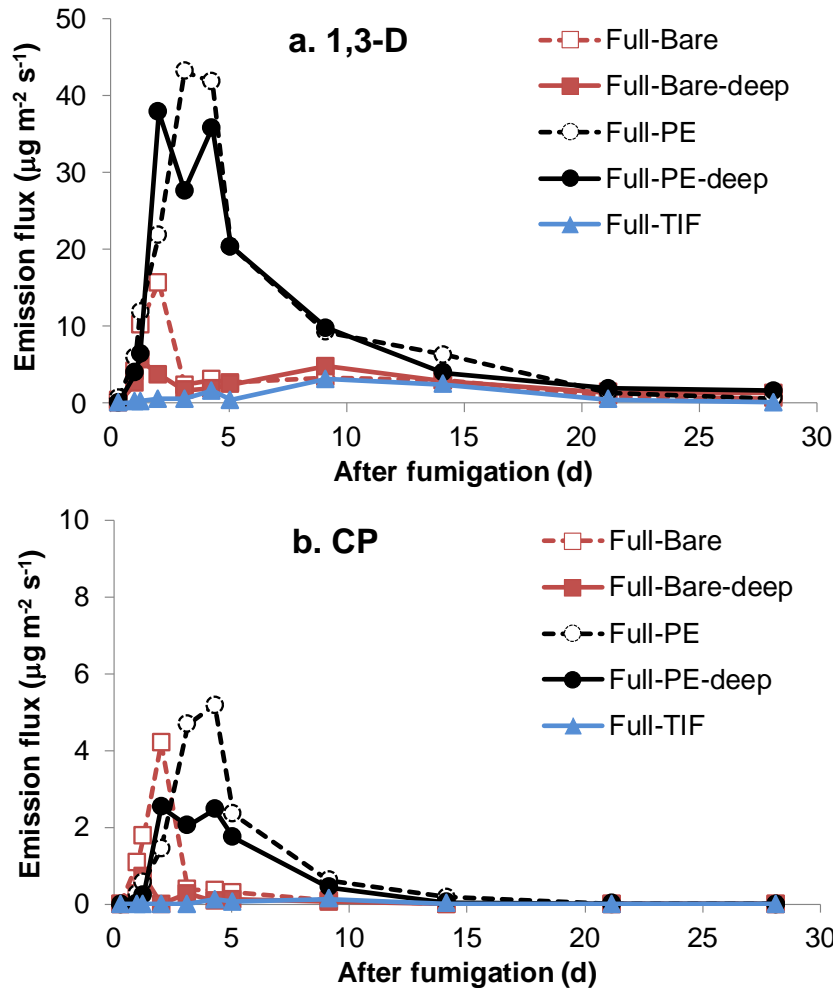 a. 1,3-D
Emission flux (µg m-2 s-1)
50
40
30
20
10
0
Full-Bare
Full-Bare-deep
Full-PE
Full-PE-deep
Full-TIF
0 5 10 15 20 25 30
After fumigation (d)
b. CP
Emission flux (µg m-2 s-1)
10
8
6
4
2
0
Full-Bare
Full-Bare-deep
Full-PE
Full-PE-deep
Full-TIF
0 5 10 15 20 25 30
After fumigation (d)